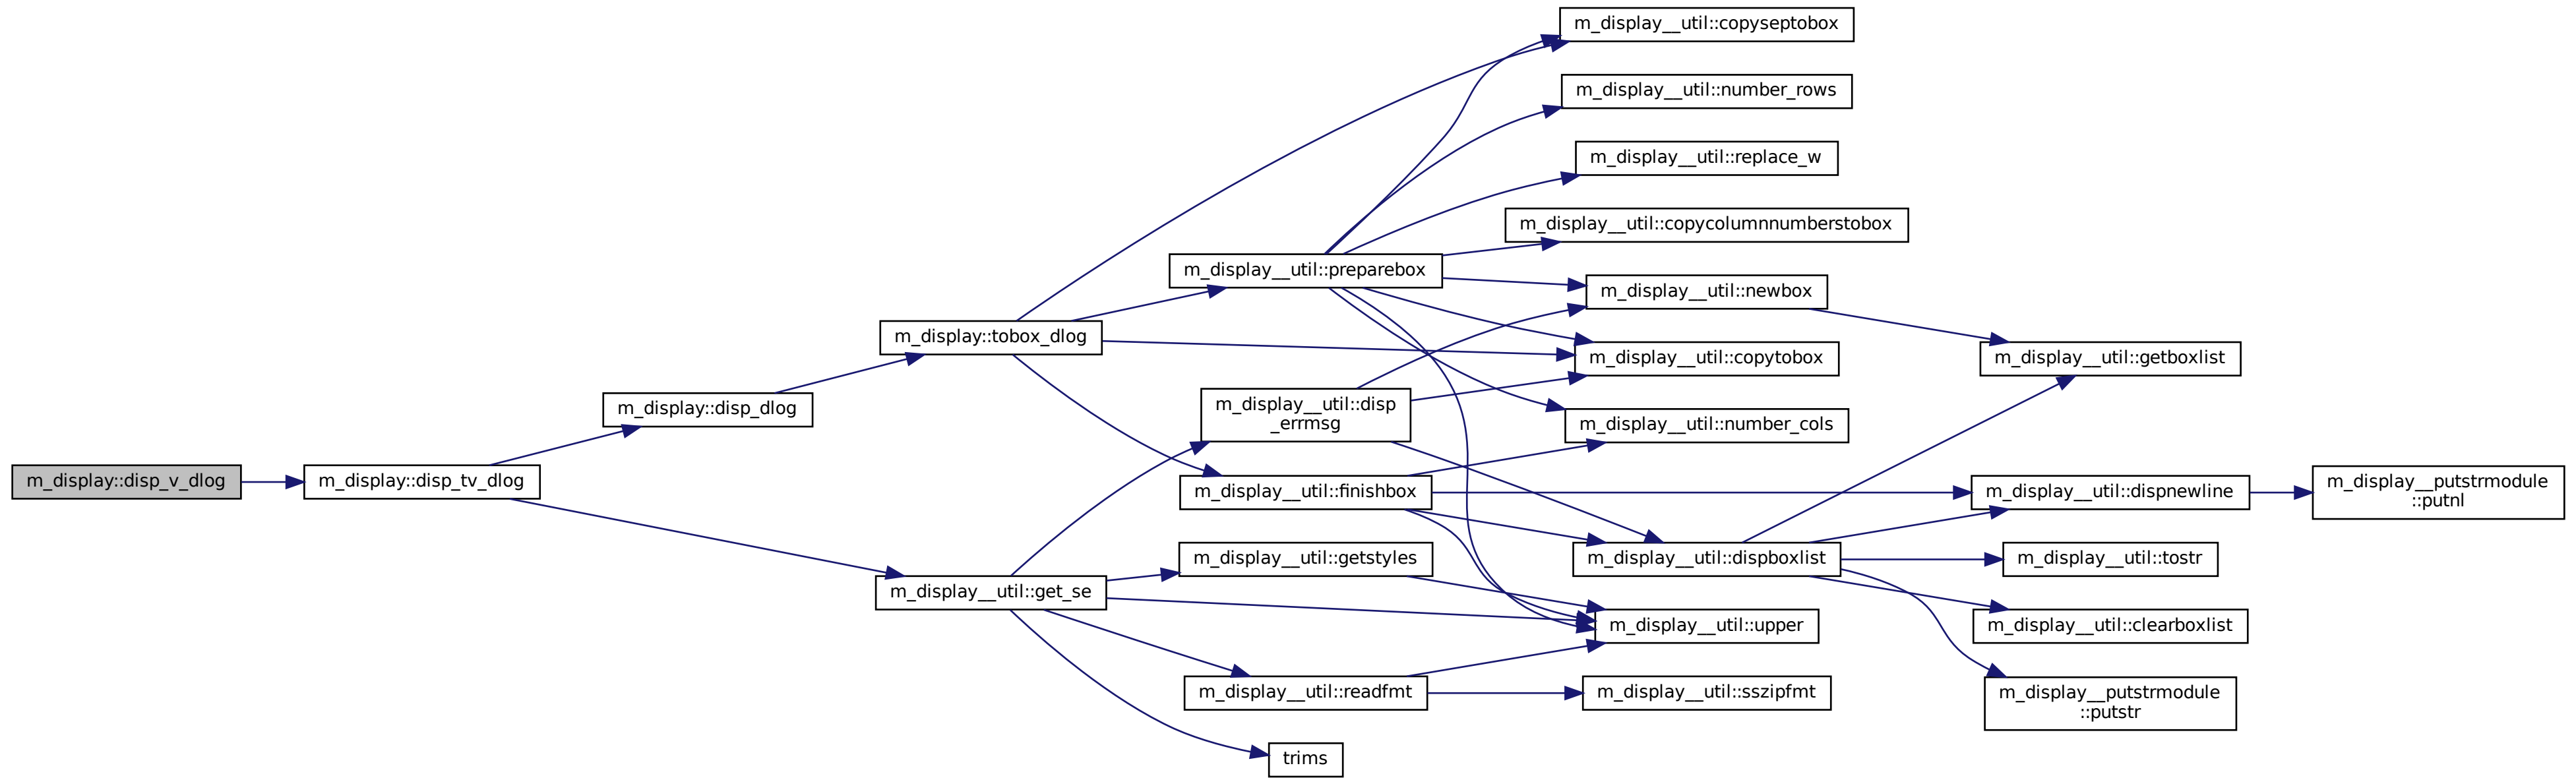 m_display__util::copyseptobox
m_display__util::number_rows
m_display__util::replace_w
m_display__util::copycolumnnumberstobox
m_display__util::preparebox
m_display__util::newbox
m_display::tobox_dlog
m_display__util::copytobox
m_display__util::getboxlist
m_display::disp_dlog
m_display__util::disp
_errmsg
m_display__util::number_cols
m_display::disp_v_dlog
m_display::disp_tv_dlog
m_display__util::finishbox
m_display__util::dispnewline
m_display__putstrmodule
::putnl
m_display__util::getstyles
m_display__util::dispboxlist
m_display__util::tostr
m_display__util::get_se
m_display__util::upper
m_display__util::clearboxlist
m_display__util::readfmt
m_display__util::sszipfmt
m_display__putstrmodule
::putstr
trims